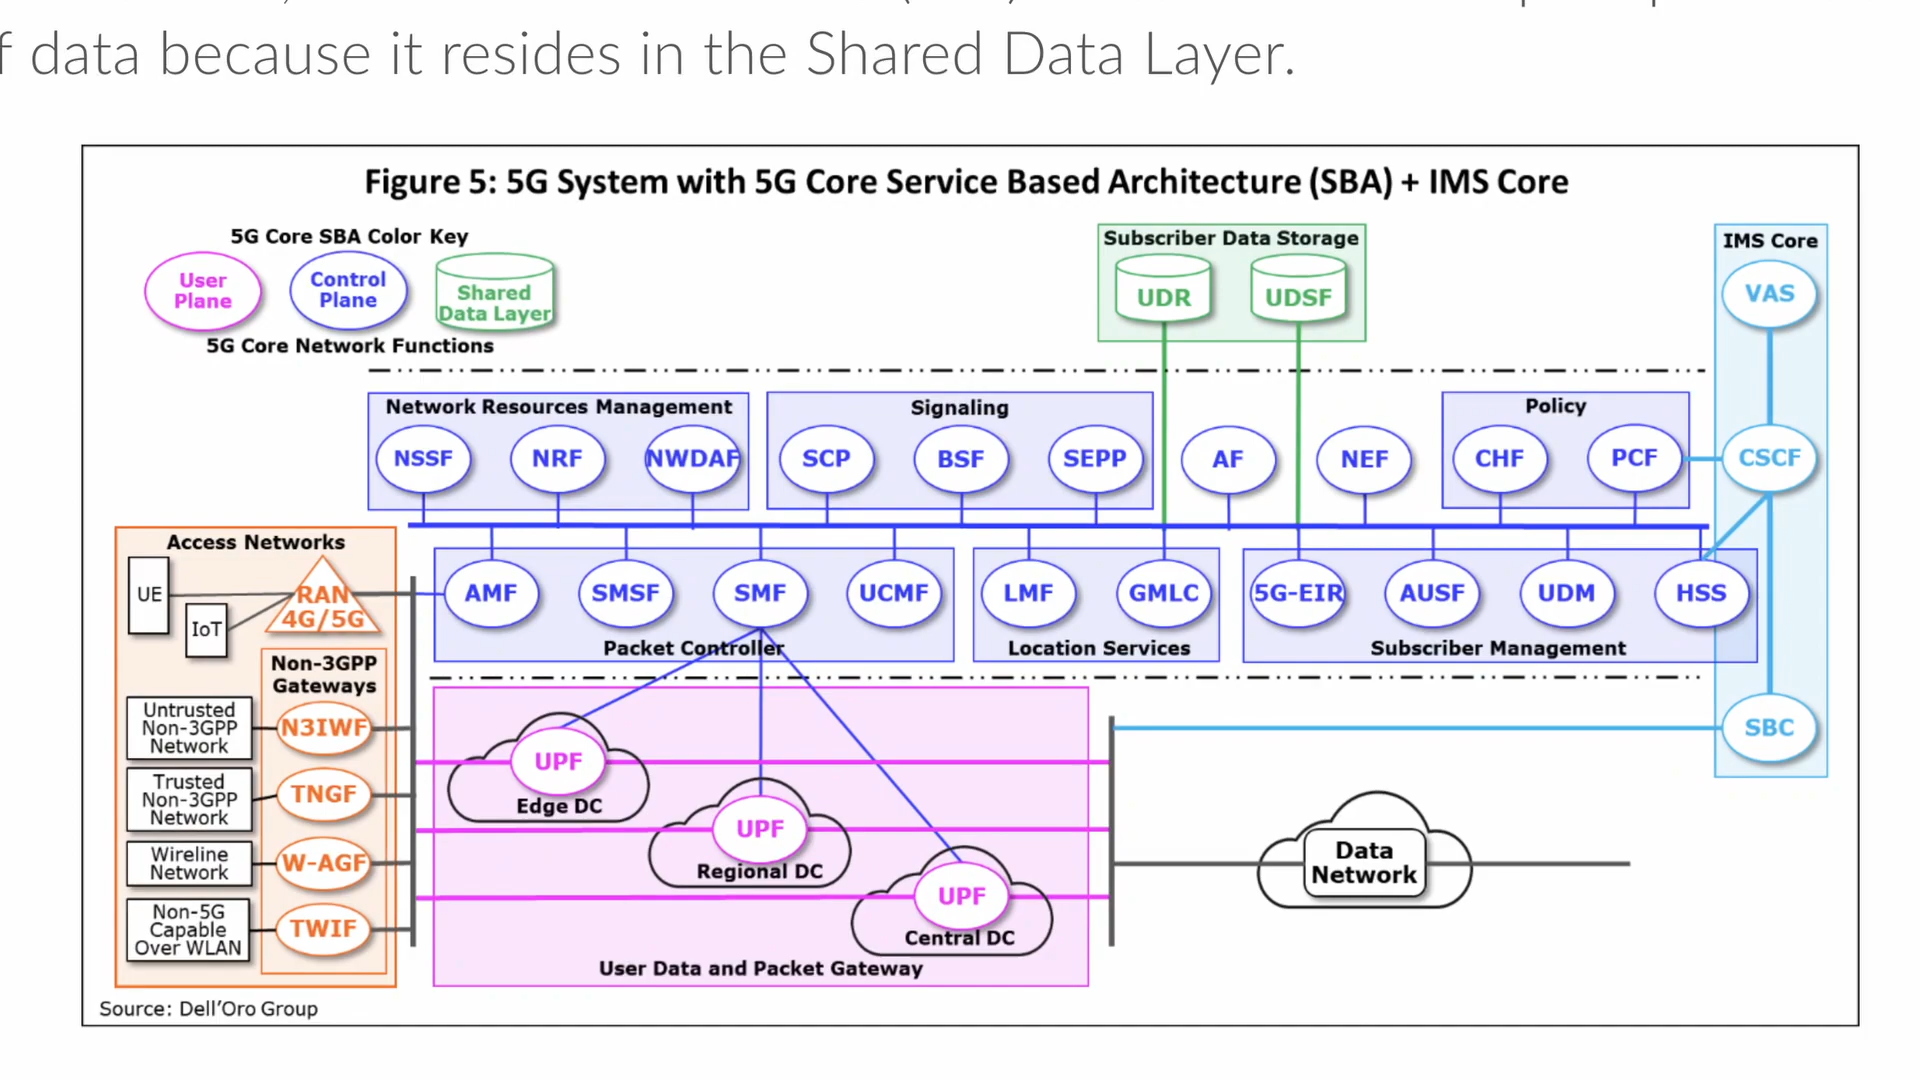 f data because it resides in the Shared Data Layer.
Figure 5: 5G System with 5G Core Service Based Architecture (SBA) + IMS Core
5G Core SBA Color Key
User
Plane
Control
Plane
Shared
Data Layer
5G Core Network Functions
Subscriber Data Storage
UDR
UDSF
IMS Core
VAS
CSCF
SBC
Network Resources Management
NSSF
NRF
NWDAF
Signaling
SCP
BSF
SEPP
AF
NEF
Policy
CHF
PCF
Access Networks
UE
IoT
RAN
4G/5G
Non-3GPP
Gateways
Untrusted
Non-3GPP
Network
N3IWF
Trusted
Non-3GPP
Network
TNGF
Wireline
Network
W-AGF
Non-5G
Capable
Over WLAN
TWIF
AMF
SMSF
SMF
UCMF
Packet Controller
LMF
GMLC
Location Services
5G-EIR
AUSF
UDM
HSS
Subscriber Management
UPF
Edge DC
UPF
Regional DC
UPF
Central DC
User Data and Packet Gateway
Data
Network
Source: Dell'Oro Group